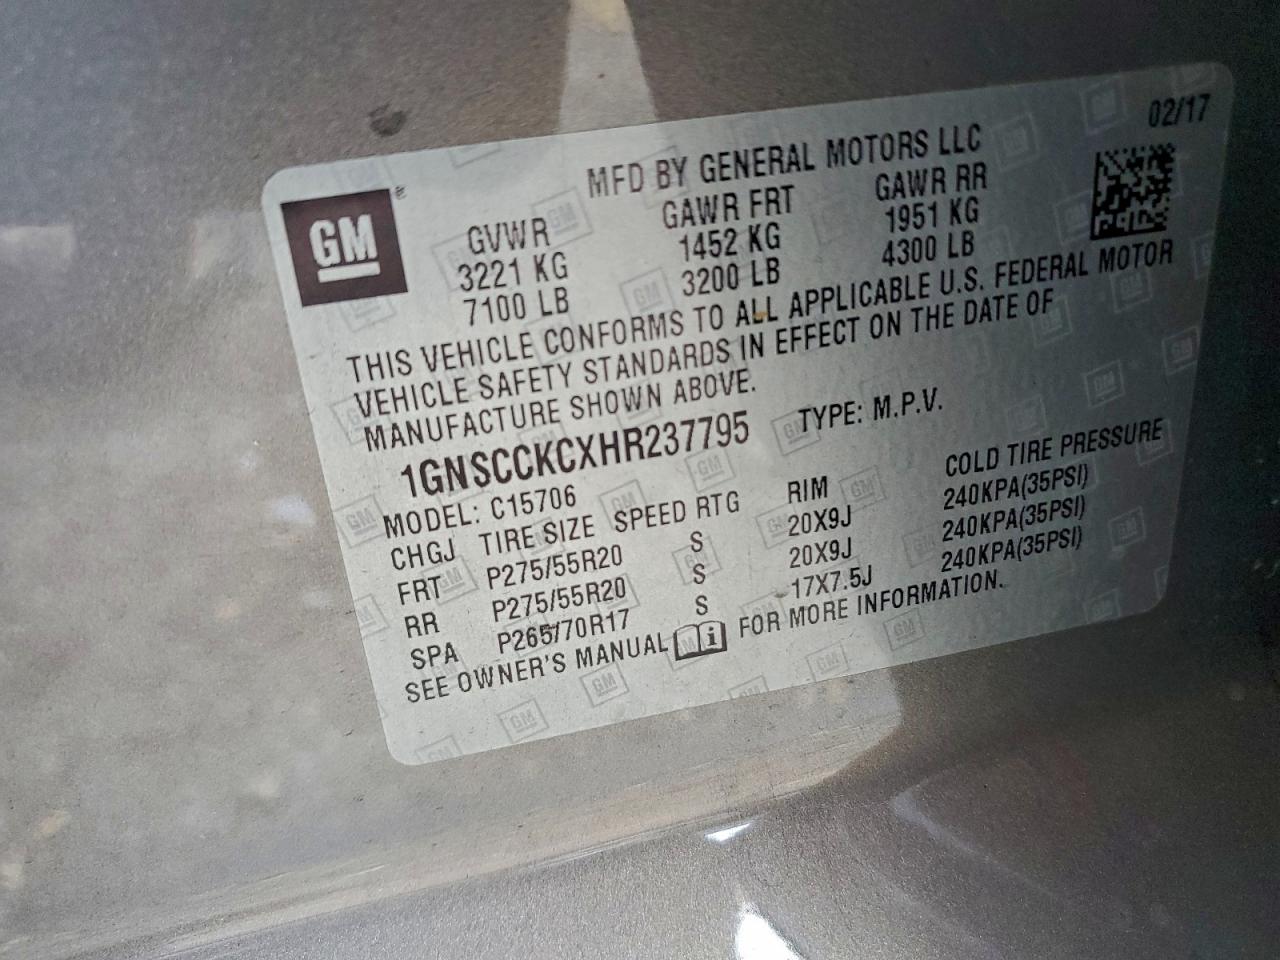 02/17
MFD BY GENERAL MOTORS LLC
GM ®
GVWR GAWR FRT GAWR RR
3221 KG 1452 KG 1951 KG
7100 LB 3200 LB 4300 LB
THIS VEHICLE CONFORMS TO ALL APPLICABLE U.S. FEDERAL MOTOR
VEHICLE SAFETY STANDARDS IN EFFECT ON THE DATE OF
MANUFACTURE SHOWN ABOVE.
1GNSCCKCXHR237795 TYPE: M.P.V.
MODEL: C15706
CHGJ TIRE SIZE SPEED RTG RIM COLD TIRE PRESSURE
FRT P275/55R20 S 20X9J 240KPA(35PSI)
RR P275/55R20 S 20X9J 240KPA(35PSI)
SPA P265/70R17 S 17X7.5J 240KPA(35PSI)
SEE OWNER'S MANUAL i FOR MORE INFORMATION.